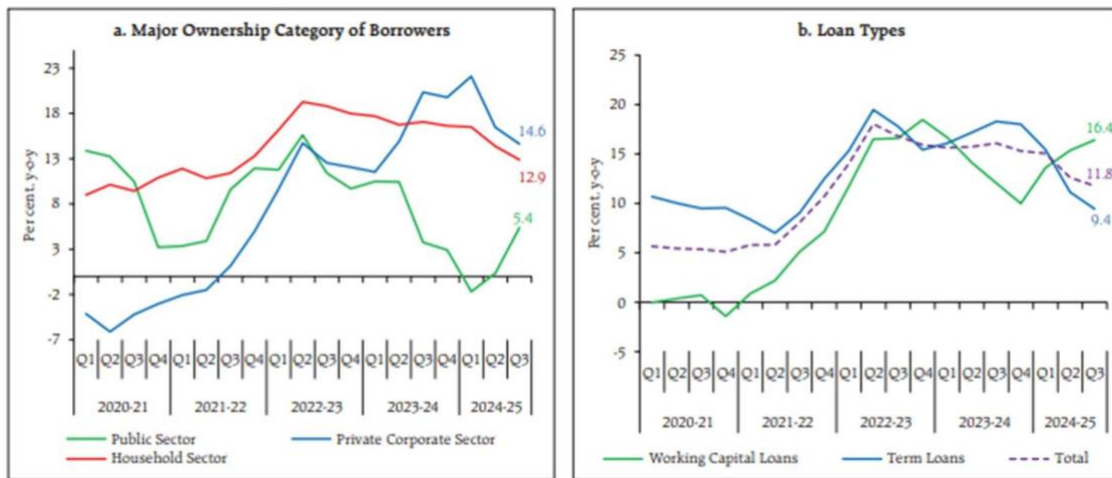 a. Major Ownership Category of Borrowers
Per cent. y-o-y
23
18
13
8
3
-2
-7
14.6
12.9
5.4
Q1 Q2 Q3 Q4 Q1 Q2 Q3 Q4 Q1 Q2 Q3 Q4 Q1 Q2 Q3 Q4 Q1 Q2 Q3
2020-21 2021-22 2022-23 2023-24 2024-25
Public Sector Private Corporate Sector
Household Sector
b. Loan Types
Per cent. y-o-y
25
20
15
10
5
0
-5
16.4
11.8
9.4
Q1 Q2 Q3 Q4 Q1 Q2 Q3 Q4 Q1 Q2 Q3 Q4 Q1 Q2 Q3 Q4 Q1 Q2 Q3
2020-21 2021-22 2022-23 2023-24 2024-25
Working Capital Loans Term Loans Total